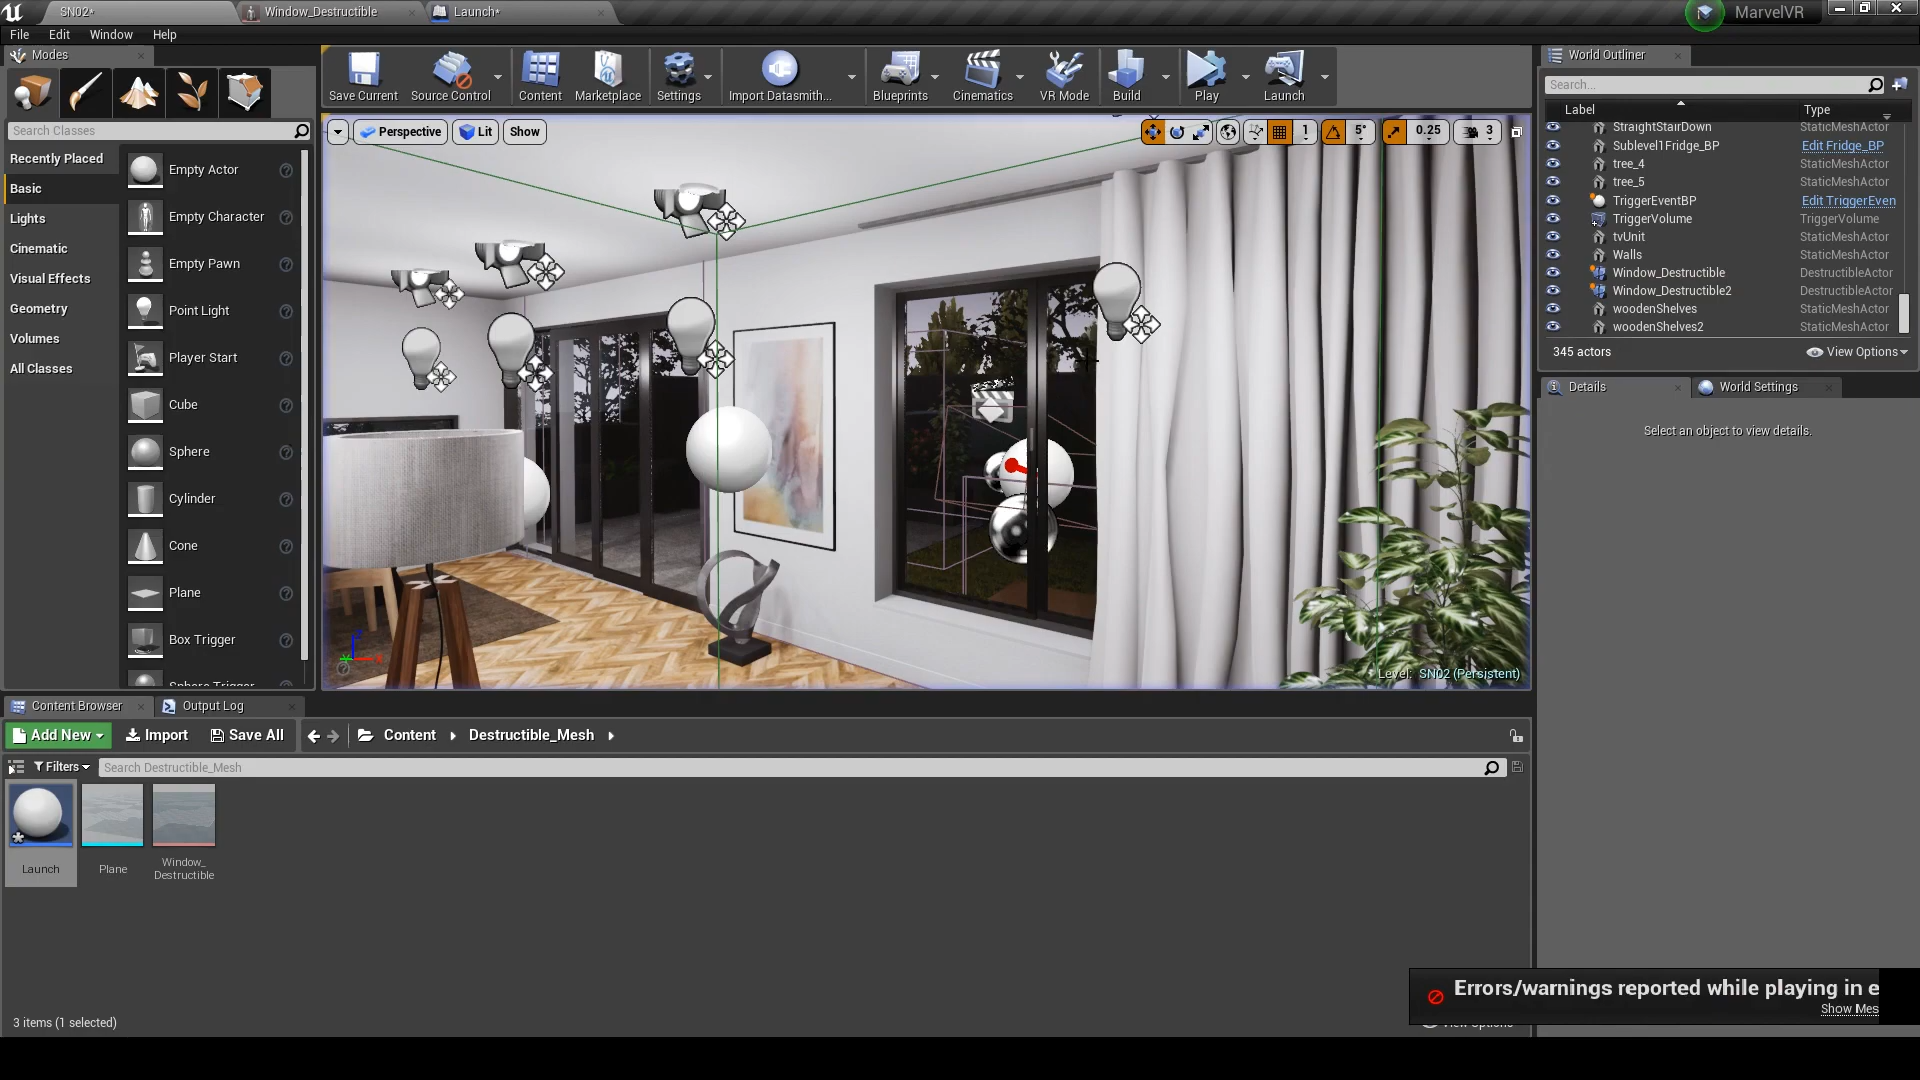 SN02*
Window_Destructible
Launch*
MarvelVR
File
Edit
Window
Help
Modes
Save Current
Source Control
Content
Marketplace
Settings
Import Datasmith...
Blueprints
Cinematics
VR Mode
Build
Play
Launch
World Outliner
Search...
Label
Type
Search Classes
Recently Placed
Basic
Lights
Cinematic
Visual Effects
Geometry
Volumes
All Classes
Empty Actor
Empty Character
Empty Pawn
Point Light
Player Start
Cube
Sphere
Cylinder
Cone
Plane
Box Trigger
Sphere Trigger
Perspective
Lit
Show
1
5°
0.25
3
StraightStairDown StaticMeshActor
Sublevel1Fridge_BP Edit Fridge_BP
tree_4 StaticMeshActor
tree_5 StaticMeshActor
TriggerEventBP Edit TriggerEven
TriggerVolume TriggerVolume
tvUnit StaticMeshActor
Walls StaticMeshActor
Window_Destructible DestructibleActor
Window_Destructible2 DestructibleActor
woodenShelves StaticMeshActor
woodenShelves2 StaticMeshActor
345 actors
View Options
Details
World Settings
Select an object to view details.
Level: SN02 (Persistent)
Content Browser
Output Log
Add New
Import
Save All
Content
Destructible_Mesh
Filters
Search Destructible_Mesh
Launch
Plane
Window_
Destructible
3 items (1 selected)
Errors/warnings reported while playing in e
Show Mes